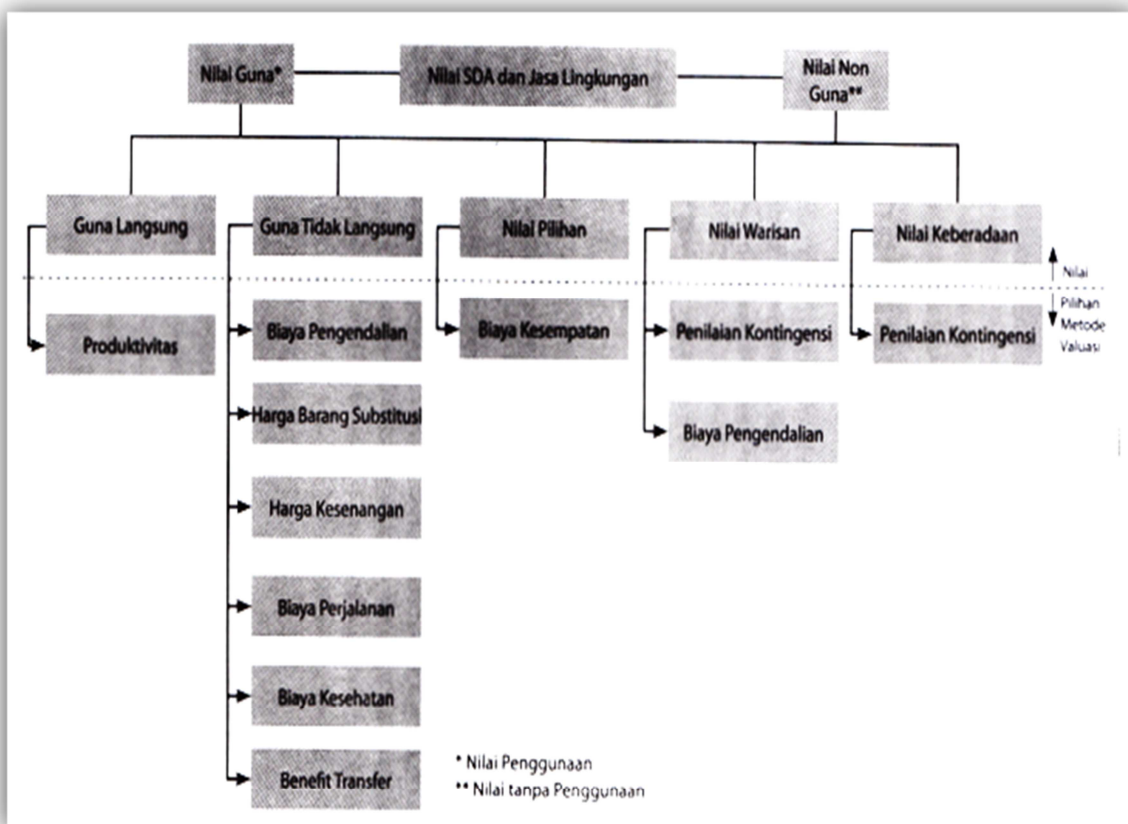 Nilai Guna*
Nilai SDA dan Jasa Lingkungan
Nilai Non
Guna**
Guna Langsung
Guna Tidak Langsung
Nilai Pilihan
Nilai Warisan
Nilai Keberadaan
Nilai
Pilihan
Metode
Valuasi
Produktivitas
Biaya Pengendalian
Biaya Kesempatan
Penilaian Kontingensi
Penilaian Kontingensi
Harga Barang Substitusi
Biaya Pengendalian
Harga Kesenangan
Biaya Perjalanan
Biaya Kesehatan
Benefit Transfer
* Nilai Penggunaan
** Nilai tanpa Penggunaan